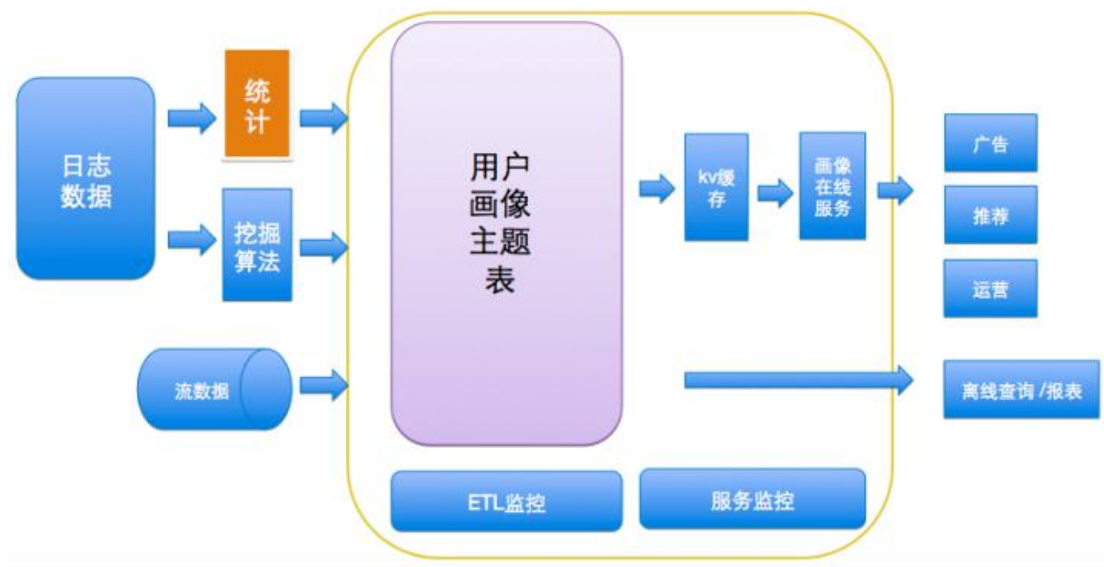 日志
数据
统
计
挖掘
算法
流数据
用户
画像
主题
表
kv缓
存
画像
在线
服务
广告
推荐
运营
离线查询 /报表
ETL监控
服务监控